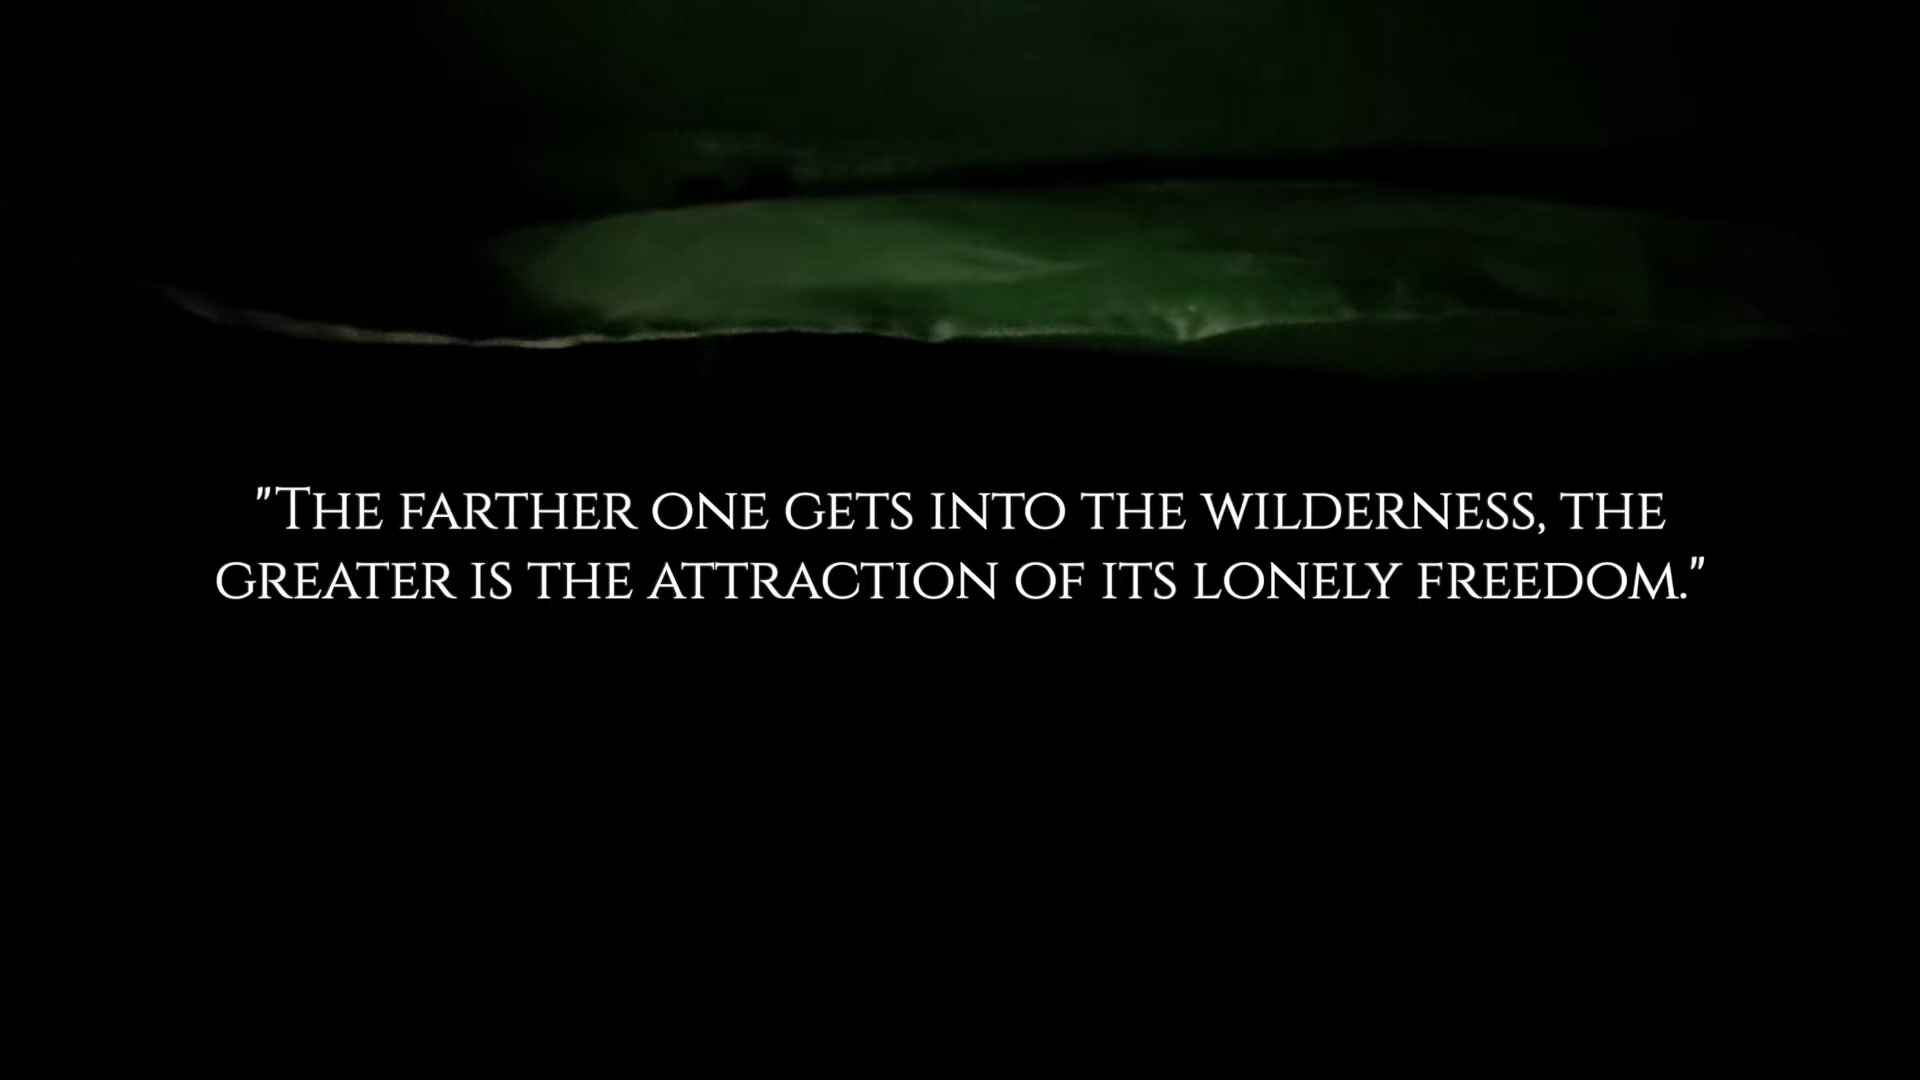 "The farther one gets into the wilderness, the
greater is the attraction of its lonely freedom."